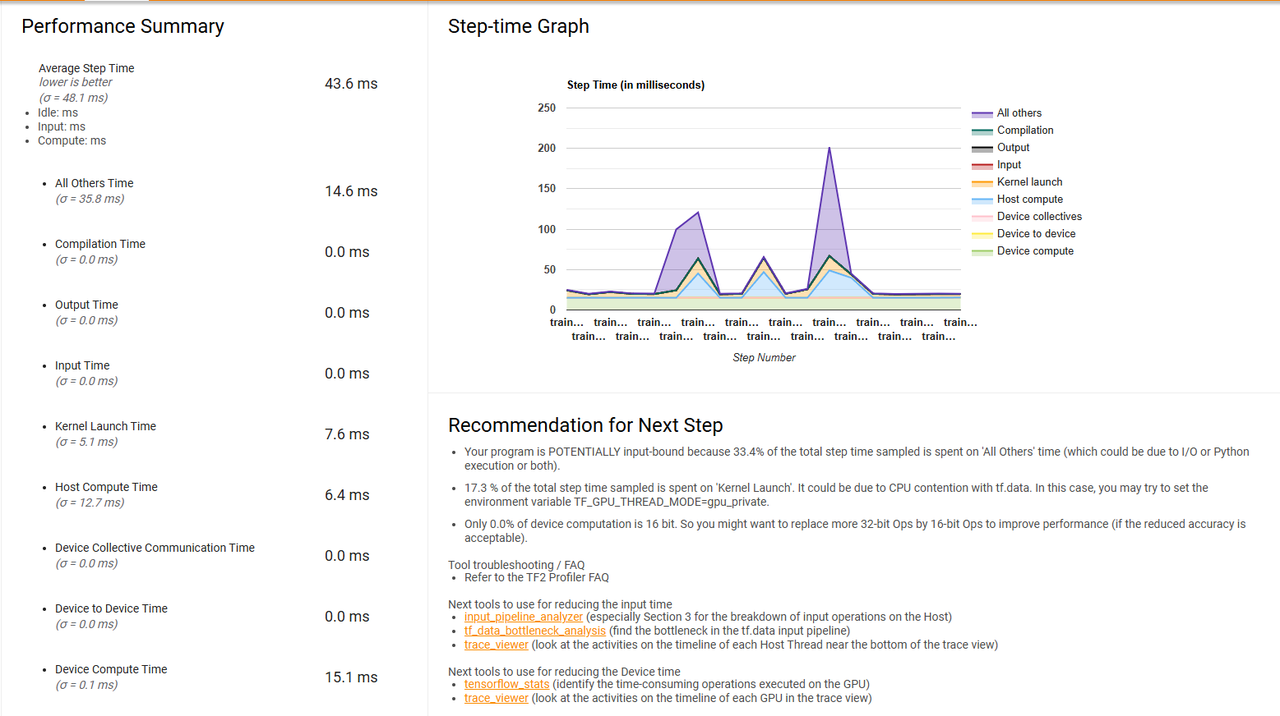 Performance Summary
Average Step Time
lower is better
(σ = 48.1 ms)
43.6 ms
Idle: ms
Input: ms
Compute: ms
All Others Time
(σ = 35.8 ms)
14.6 ms
Compilation Time
(σ = 0.0 ms)
0.0 ms
Output Time
(σ = 0.0 ms)
0.0 ms
Input Time
(σ = 0.0 ms)
0.0 ms
Kernel Launch Time
(σ = 5.1 ms)
7.6 ms
Host Compute Time
(σ = 12.7 ms)
6.4 ms
Device Collective Communication Time
(σ = 0.0 ms)
0.0 ms
Device to Device Time
(σ = 0.0 ms)
0.0 ms
Device Compute Time
(σ = 0.1 ms)
15.1 ms
Step-time Graph
Step Time (in milliseconds)
250
200
150
100
50
0
train… train… train… train… train… train… train… train… train… train…
train… train… train… train… train… train… train… train… train…
Step Number
All others
Compilation
Output
Input
Kernel launch
Host compute
Device collectives
Device to device
Device compute
Recommendation for Next Step
Your program is POTENTIALLY input-bound because 33.4% of the total step time sampled is spent on 'All Others' time (which could be due to I/O or Python
execution or both).
17.3 % of the total step time sampled is spent on 'Kernel Launch'. It could be due to CPU contention with tf.data. In this case, you may try to set the
environment variable TF_GPU_THREAD_MODE=gpu_private.
Only 0.0% of device computation is 16 bit. So you might want to replace more 32-bit Ops by 16-bit Ops to improve performance (if the reduced accuracy is
acceptable).
Tool troubleshooting / FAQ
Refer to the TF2 Profiler FAQ
Next tools to use for reducing the input time
input_pipeline_analyzer (especially Section 3 for the breakdown of input operations on the Host)
tf_data_bottleneck_analysis (find the bottleneck in the tf.data input pipeline)
trace_viewer (look at the activities on the timeline of each Host Thread near the bottom of the trace view)
Next tools to use for reducing the Device time
tensorflow_stats (identify the time-consuming operations executed on the GPU)
trace_viewer (look at the activities on the timeline of each GPU in the trace view)